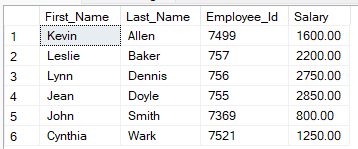 First_Name Last_Name Employee_Id Salary
1 Kevin Allen 7499 1600.00
2 Leslie Baker 757 2200.00
3 Lynn Dennis 756 2750.00
4 Jean Doyle 755 2850.00
5 John Smith 7369 800.00
6 Cynthia Wark 7521 1250.00